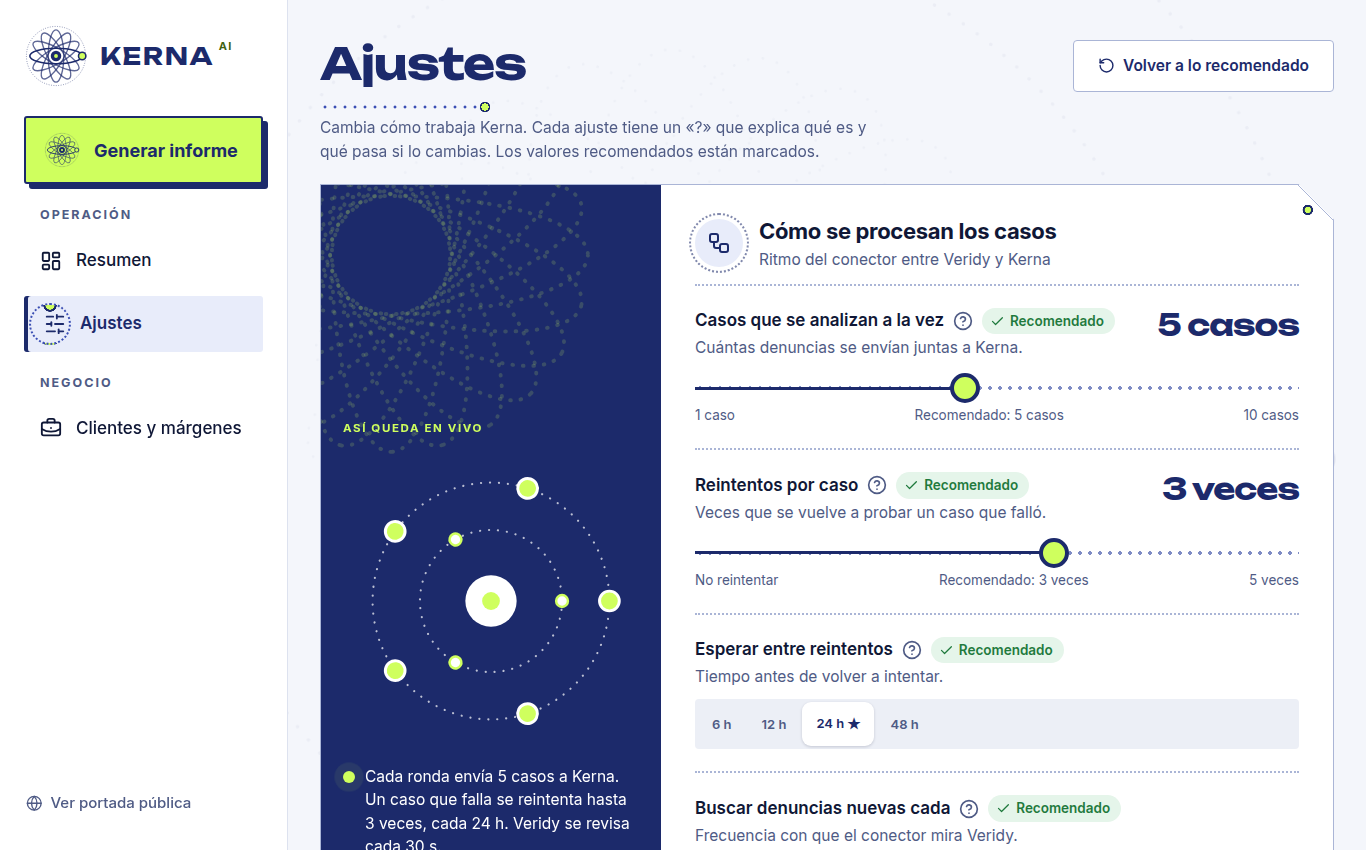 KERNA AI
Generar informe
OPERACIÓN
Resumen
Ajustes
NEGOCIO
Clientes y márgenes
Ver portada pública
Ajustes
Volver a lo recomendado
Cambia cómo trabaja Kerna. Cada ajuste tiene un «?» que explica qué es y
qué pasa si lo cambias. Los valores recomendados están marcados.
ASÍ QUEDA EN VIVO
Cada ronda envía 5 casos a Kerna.
Un caso que falla se reintenta hasta
3 veces, cada 24 h. Veridy se revisa
cada 30 s.
Cómo se procesan los casos
Ritmo del conector entre Veridy y Kerna
Casos que se analizan a la vez ? Recomendado
5 casos
Cuántas denuncias se envían juntas a Kerna.
1 caso Recomendado: 5 casos 10 casos
Reintentos por caso ? Recomendado
3 veces
Veces que se vuelve a probar un caso que falló.
No reintentar Recomendado: 3 veces 5 veces
Esperar entre reintentos ? Recomendado
Tiempo antes de volver a intentar.
6 h 12 h 24 h ★ 48 h
Buscar denuncias nuevas cada ? Recomendado
Frecuencia con que el conector mira Veridy.